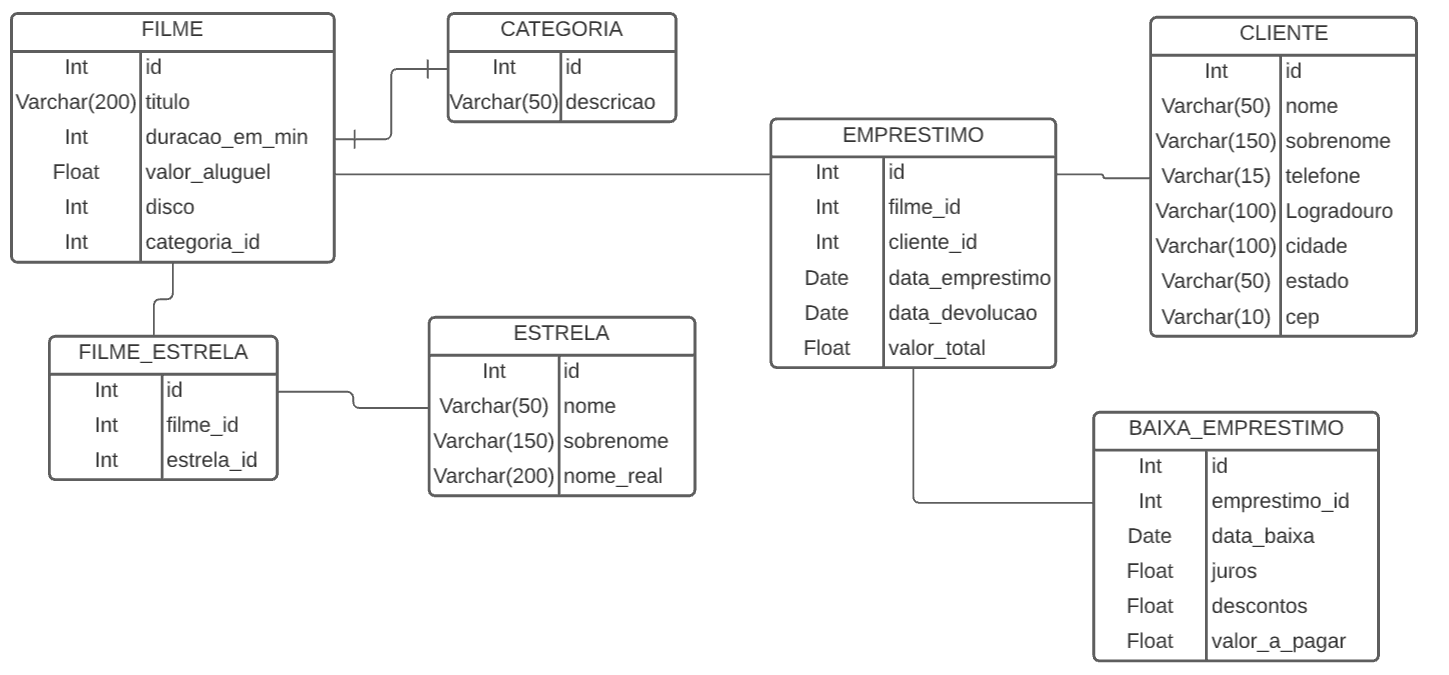 FILME
Int id
Varchar(200) titulo
Int duracao_em_min
Float valor_aluguel
Int disco
Int categoria_id
CATEGORIA
Int id
Varchar(50) descricao
EMPRESTIMO
Int id
Int filme_id
Int cliente_id
Date data_emprestimo
Date data_devolucao
Float valor_total
CLIENTE
Int id
Varchar(50) nome
Varchar(150) sobrenome
Varchar(15) telefone
Varchar(100) Logradouro
Varchar(100) cidade
Varchar(50) estado
Varchar(10) cep
FILME_ESTRELA
Int id
Int filme_id
Int estrela_id
ESTRELA
Int id
Varchar(50) nome
Varchar(150) sobrenome
Varchar(200) nome_real
BAIXA_EMPRESTIMO
Int id
Int emprestimo_id
Date data_baixa
Float juros
Float descontos
Float valor_a_pagar